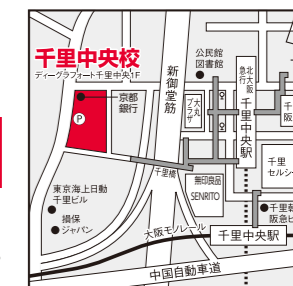 千里中央校
ディーグラフォート千里中央1F
京都
銀行
P
新御堂筋
公民館
図書館
北大阪
急行
千里中央駅
大丸
プラザ
千
阪
千里
セルシ
千里橋
無印良品
SENRITO
東京海上日動
千里ビル
損保
ジャパン
大阪モノレール
千里中央駅
阪急
中国自動車道